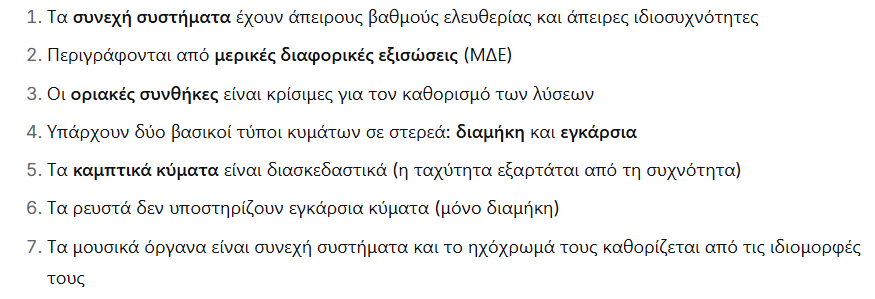 1. Τα συνεχή συστήματα έχουν άπειρους βαθμούς ελευθερίας και άπειρες ιδιοσυχνότητες
2. Περιγράφονται από μερικές διαφορικές εξισώσεις (ΜΔΕ)
3. Οι οριακές συνθήκες είναι κρίσιμες για τον καθορισμό των λύσεων
4. Υπάρχουν δύο βασικοί τύποι κυμάτων σε στερεά: διαμήκη και εγκάρσια
5. Τα καμπτικά κύματα είναι διασκεδαστικά (η ταχύτητα εξαρτάται από τη συχνότητα)
6. Τα ρευστά δεν υποστηρίζουν εγκάρσια κύματα (μόνο διαμήκη)
7. Τα μουσικά όργανα είναι συνεχή συστήματα και το ηχόχρωμά τους καθορίζεται από τις ιδιομορφές
τους